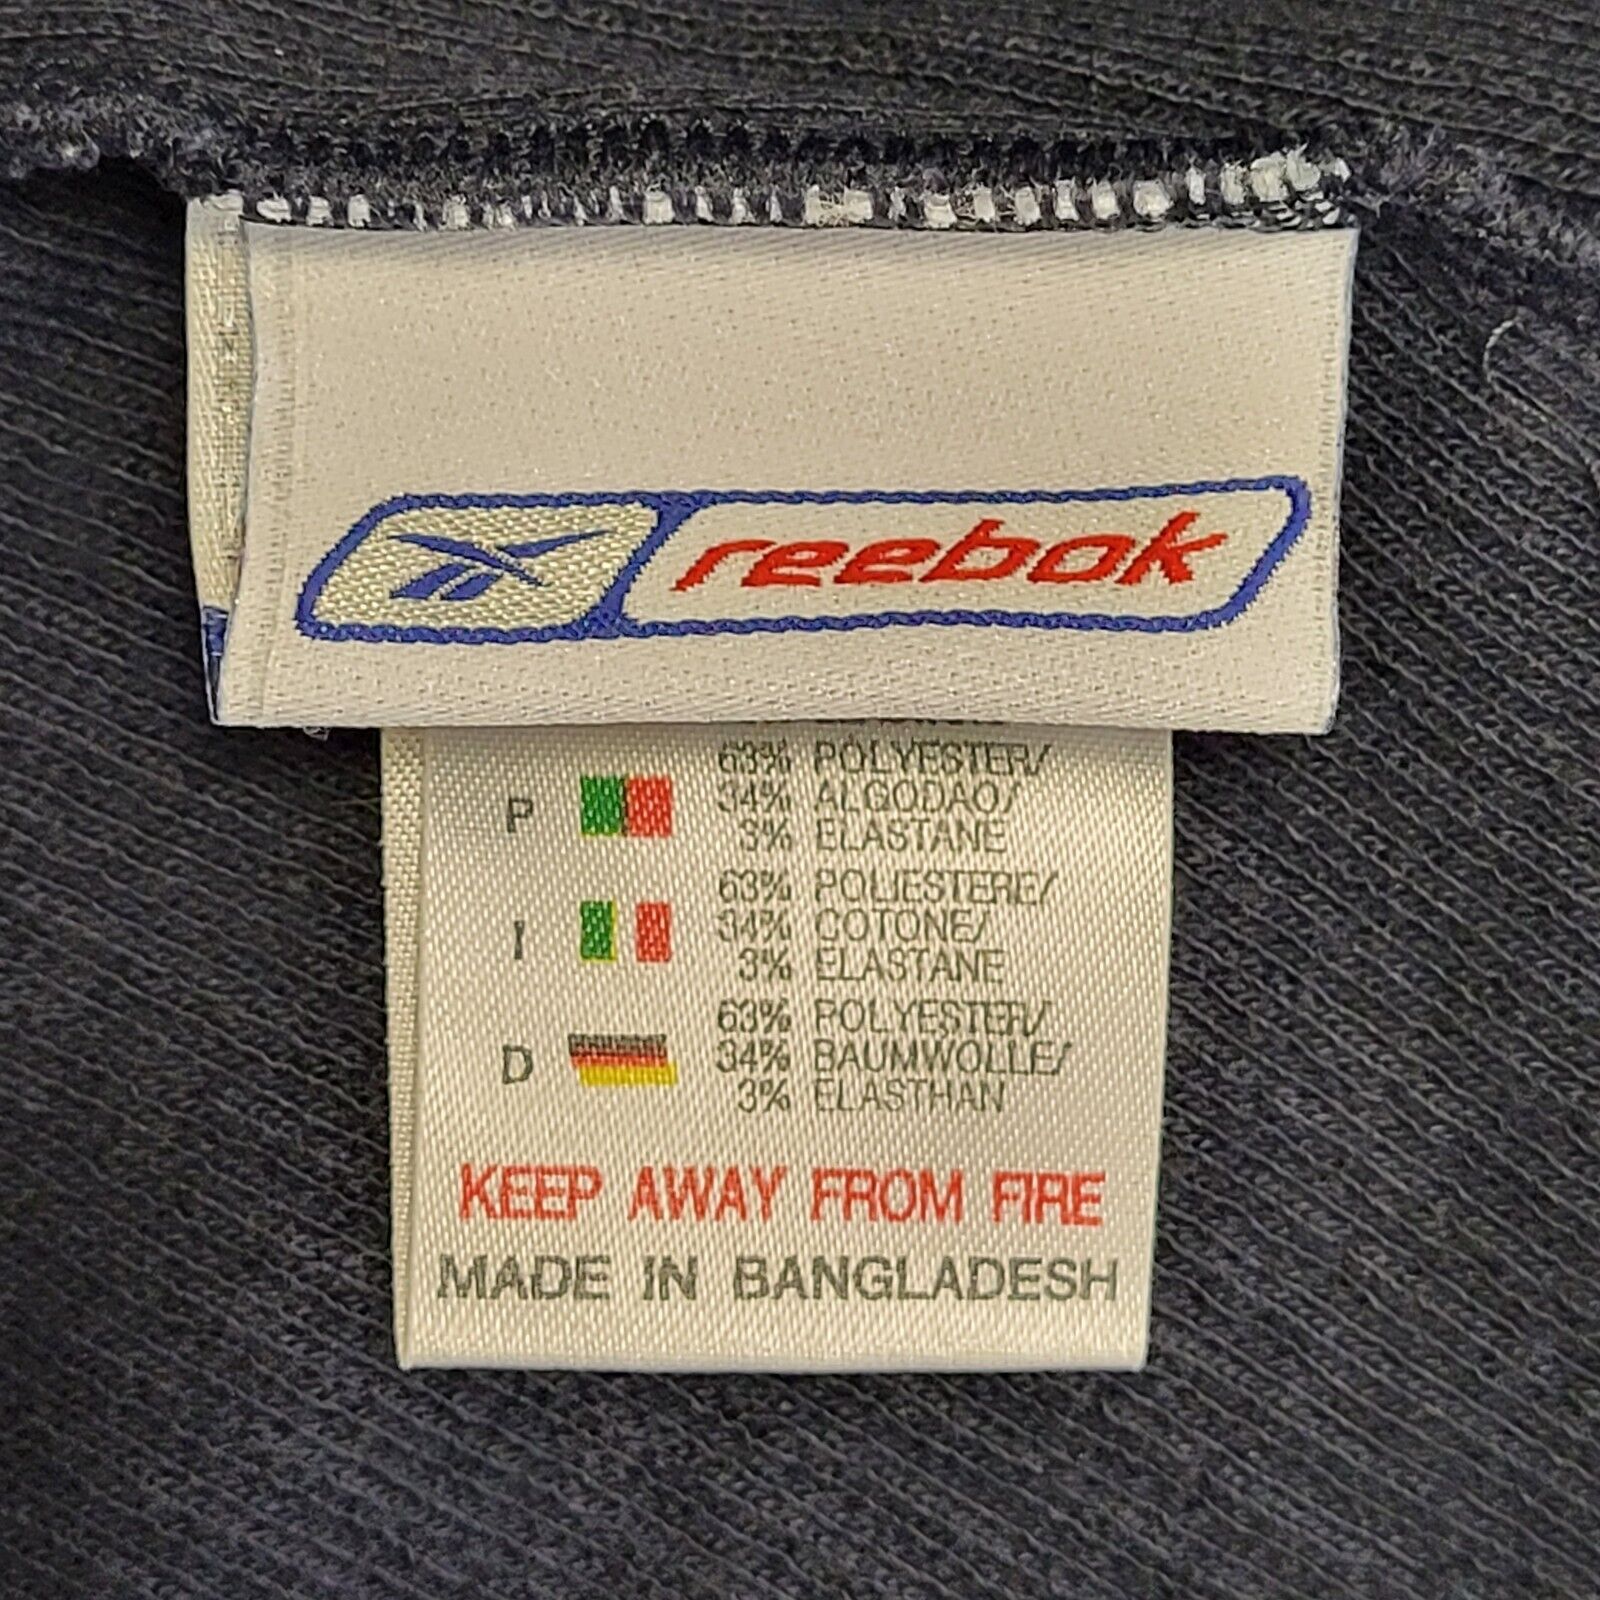 reebok
63% POLYESTER/
P 34% ALGODAO/
3% ELASTANE
63% POLIESTERE/
I 34% COTONE/
3% ELASTANE
63% POLYESTER/
D 34% BAUMWOLLE/
3% ELASTHAN
KEEP AWAY FROM FIRE
MADE IN BANGLADESH